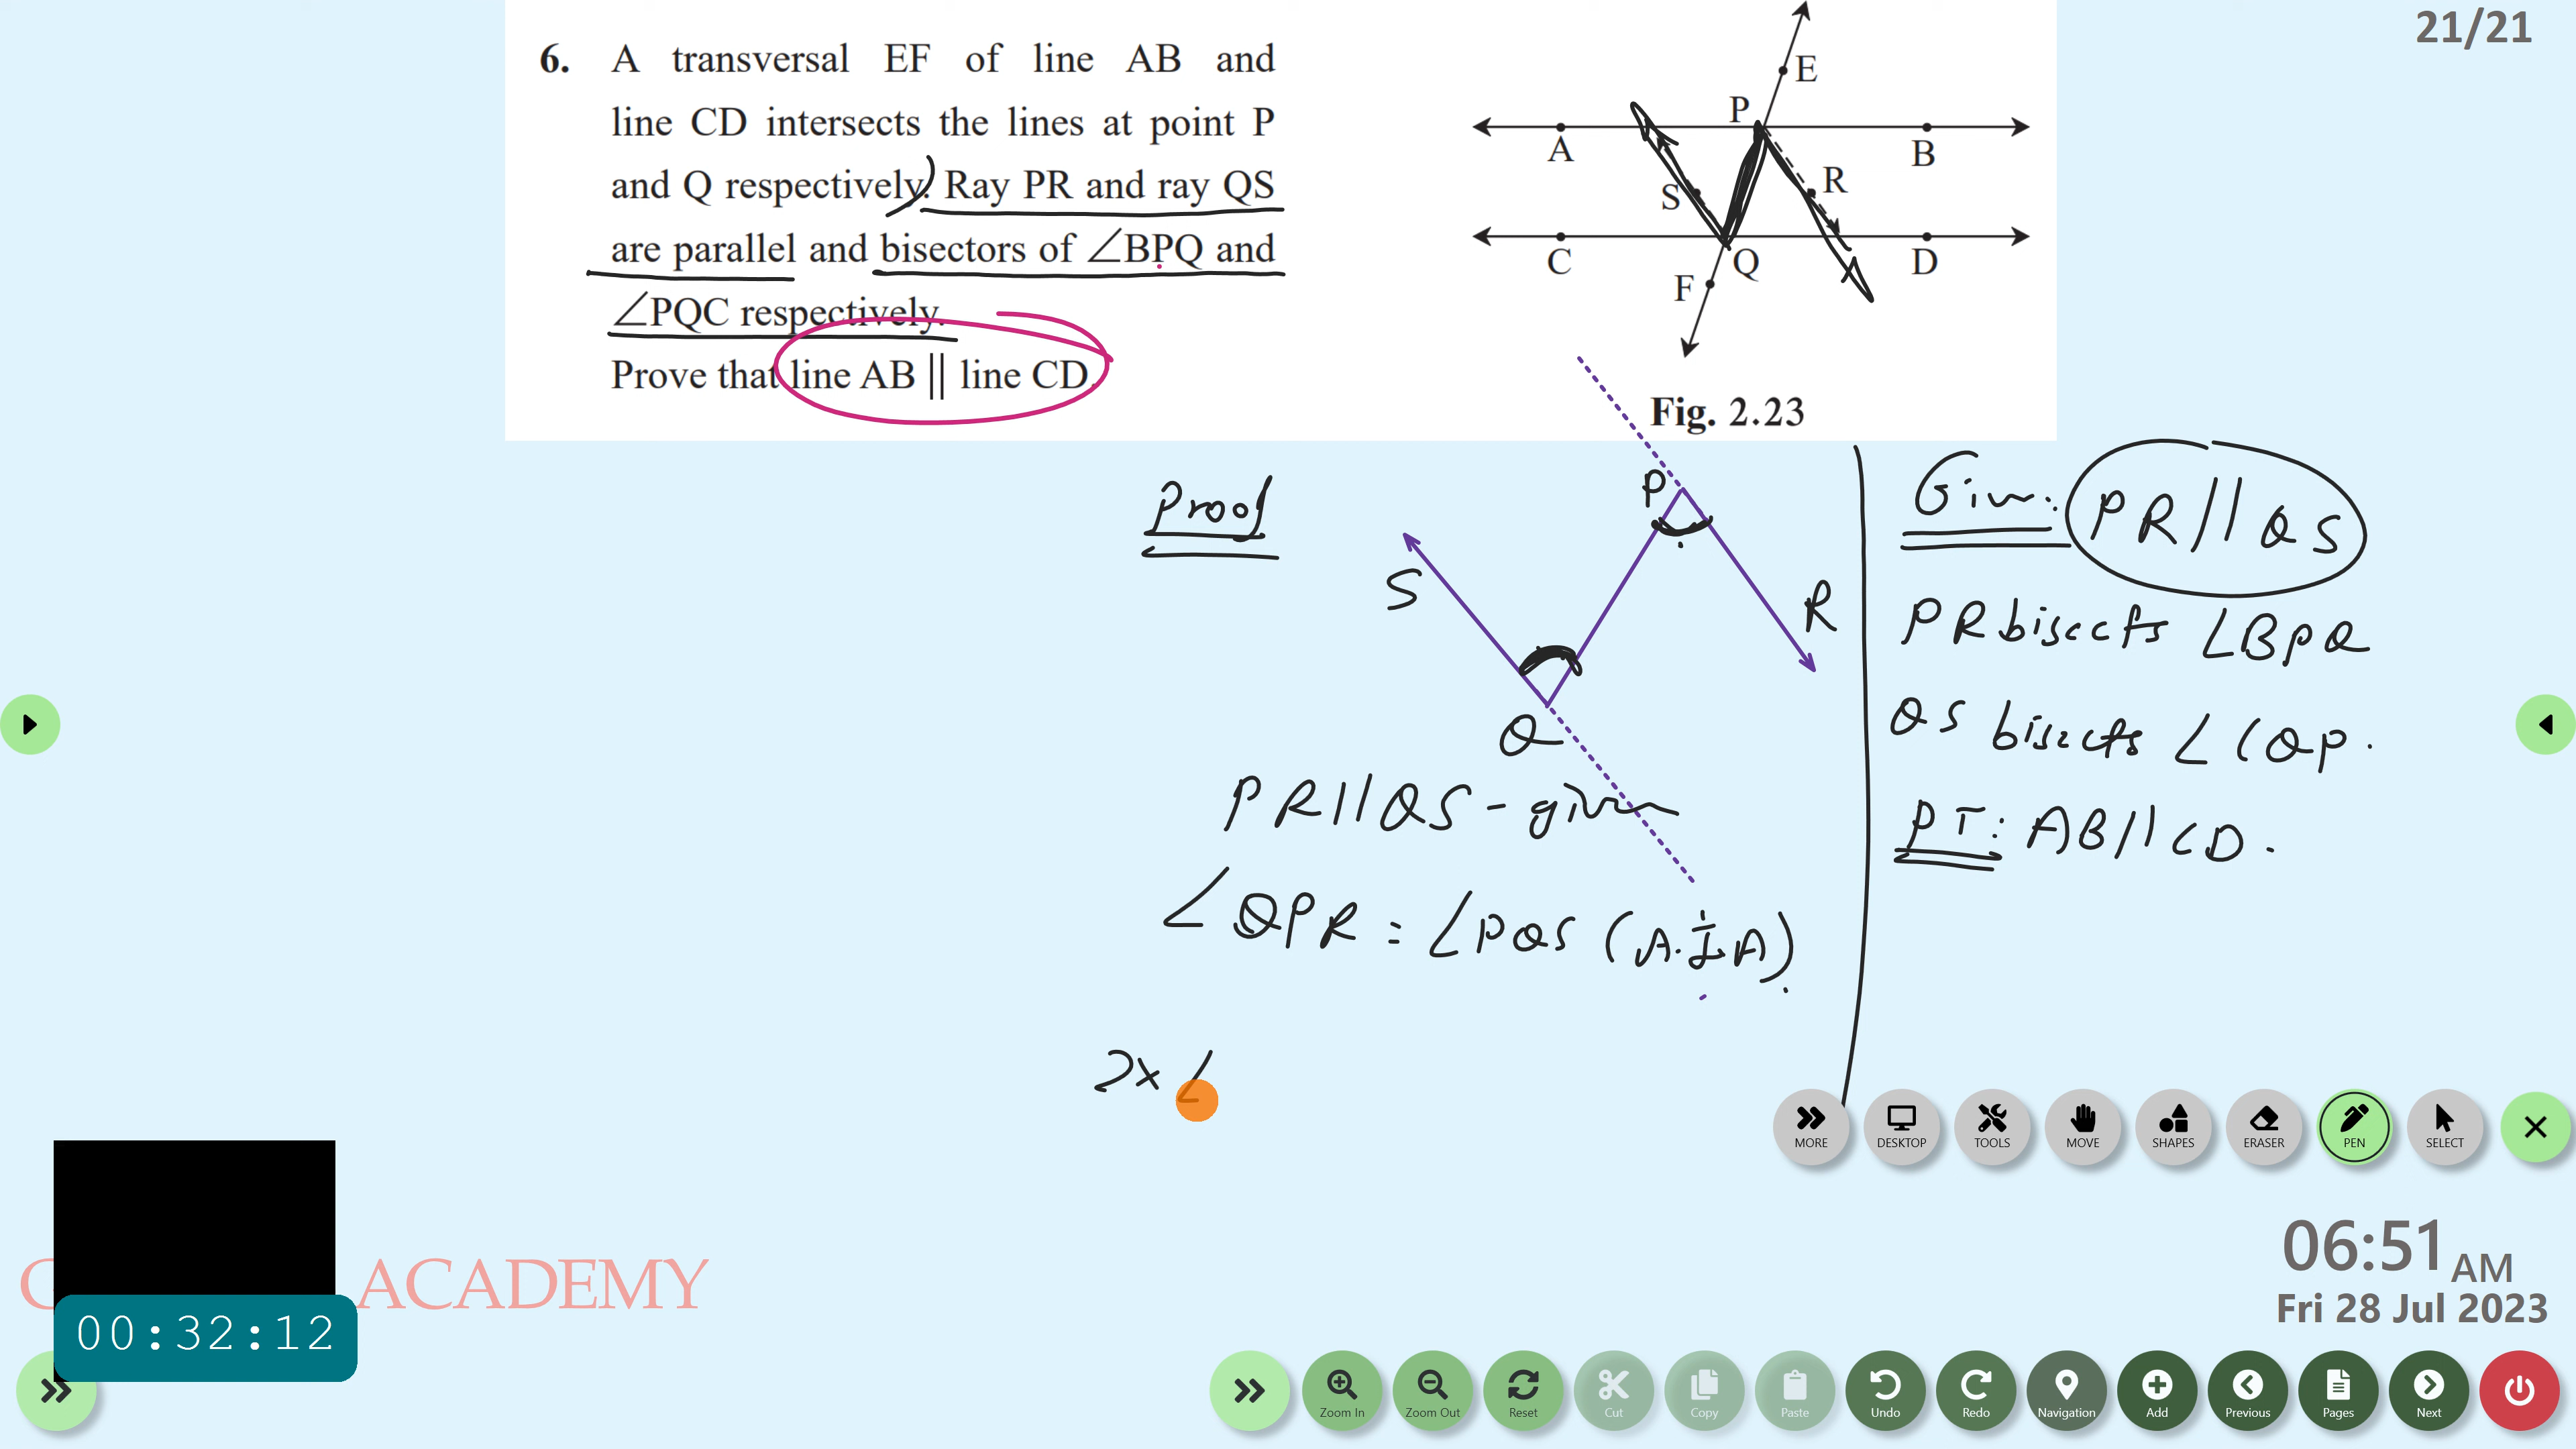 21/21
6. A transversal EF of line AB and
line CD intersects the lines at point P
and Q respectively. Ray PR and ray QS
are parallel and bisectors of ∠BPQ and
∠PQC respectively.
Prove that line AB || line CD.
E
P
A
B
S
R
C
Q
D
F
Fig. 2.23
Proof
P
S
R
Q
PR||QS - given
∠QPR = ∠PQS (A.I.A)
2×∠
Given: PR||QS
PR bisects ∠BPQ
QS bisects ∠CQP.
PT: AB||CD.
MORE
DESKTOP
TOOLS
MOVE
SHAPES
ERASER
PEN
SELECT
06:51 AM
Fri 28 Jul 2023
ACADEMY
00:32:12
Zoom In
Zoom Out
Reset
Cut
Copy
Paste
Undo
Redo
Navigation
Add
Previous
Pages
Next